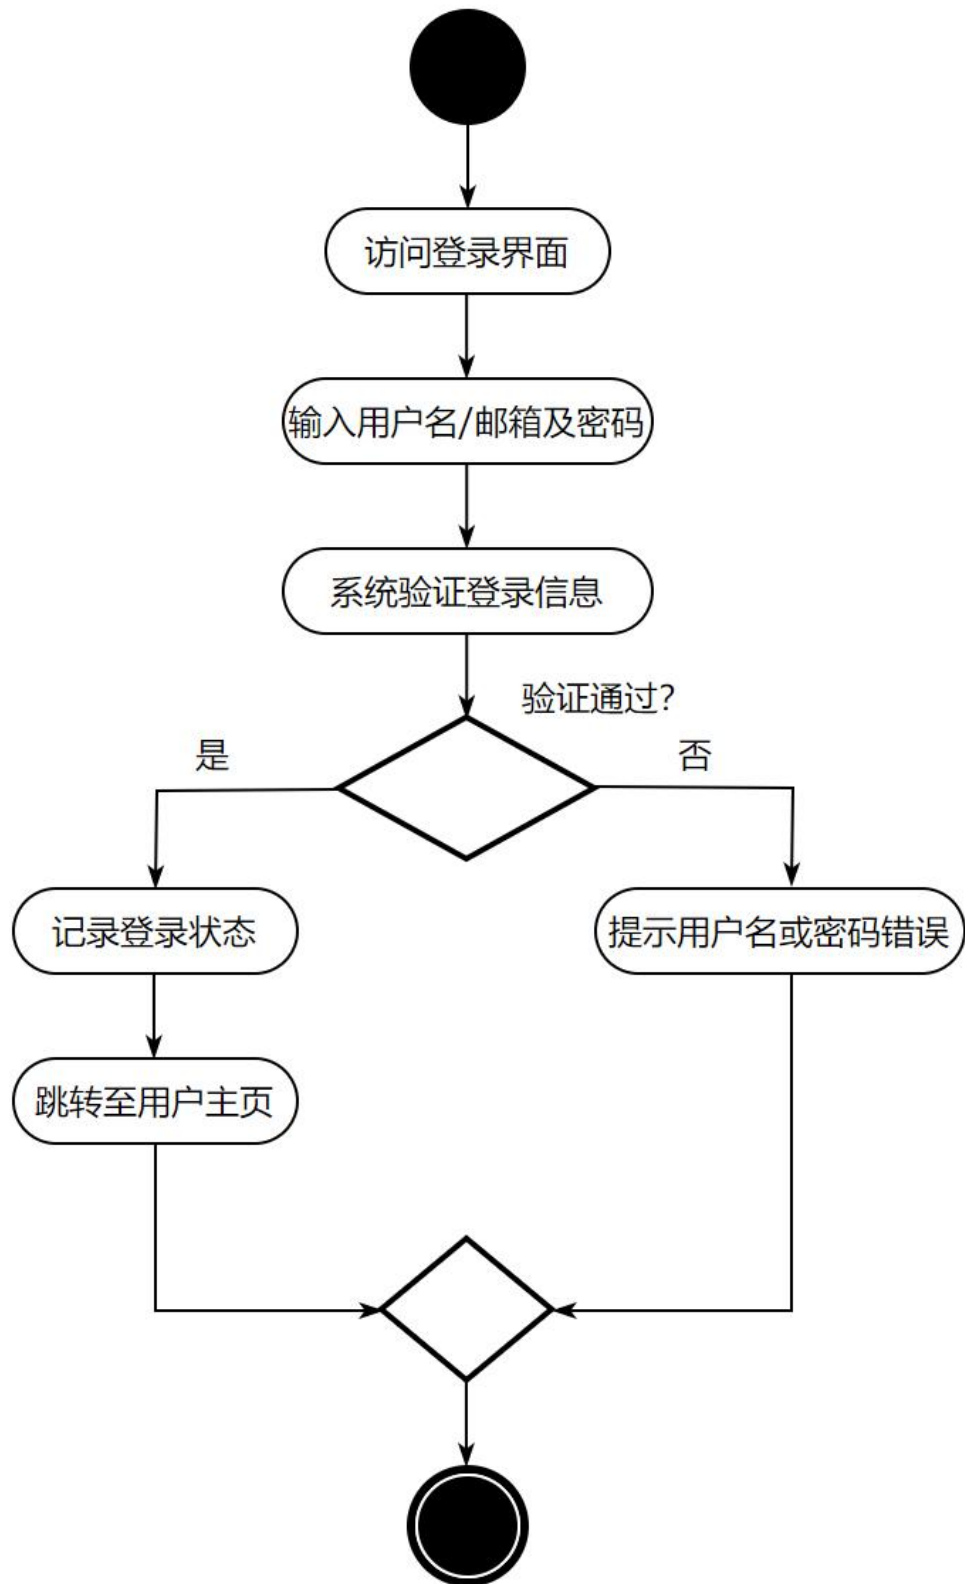 访问登录界面
输入用户名/邮箱及密码
系统验证登录信息
验证通过？
是
否
记录登录状态
提示用户名或密码错误
跳转至用户主页